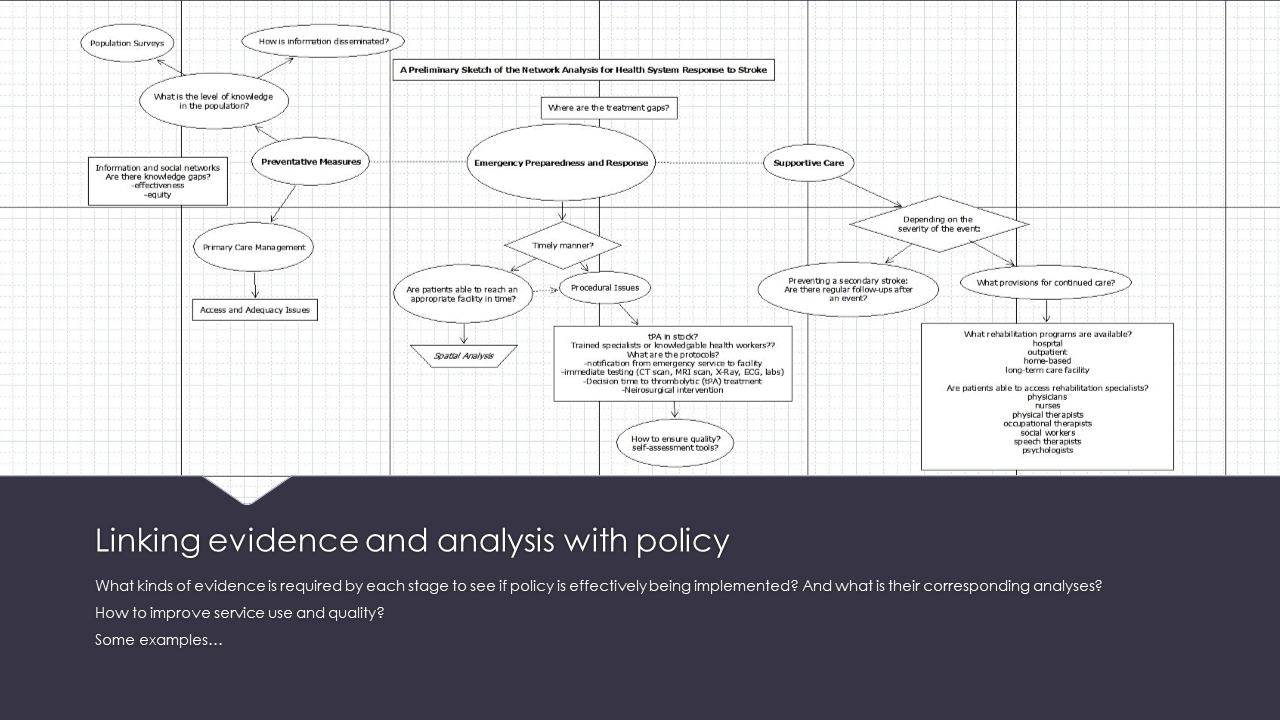 Population Surveys
How is information disseminated?
A Preliminary Sketch of the Network Analysis for Health System Response to Stroke
What is the level of knowledge
in the population?
Where are the treatment gaps?
Information and social networks
Are there knowledge gaps?
-effectiveness
-equity
Preventative Measures
Emergency Preparedness and Response
Supportive Care
Primary Care Management
Access and Adequacy Issues
Timely manner?
Depending on the
severity of the event:
Are patients able to reach an
appropriate facility in time?
Procedural Issues
Spatial Analysis
tPA in stock?
Trained specialists or knowledgable health workers??
What are the protocols?
-notification from emergency service to facility
-immediate testing (CT scan, MRI scan, X-Ray, ECG, labs)
-Decision time to thrombolytic (tPA) treatment
-Neirosurgical intervention
How to ensure quality?
self-assessment tools?
Preventing a secondary stroke:
Are there regular follow-ups after
an event?
What provisions for continued care?
What rehabilitation programs are available?
hospital
outpatient
home-based
long-term care facility
Are patients able to access rehabilitation specialists?
physicians
nurses
physical therapists
occupational therapists
social workers
speech therapists
psychologists
Linking evidence and analysis with policy
What kinds of evidence is required by each stage to see if policy is effectively being implemented? And what is their corresponding analyses?
How to improve service use and quality?
Some examples…